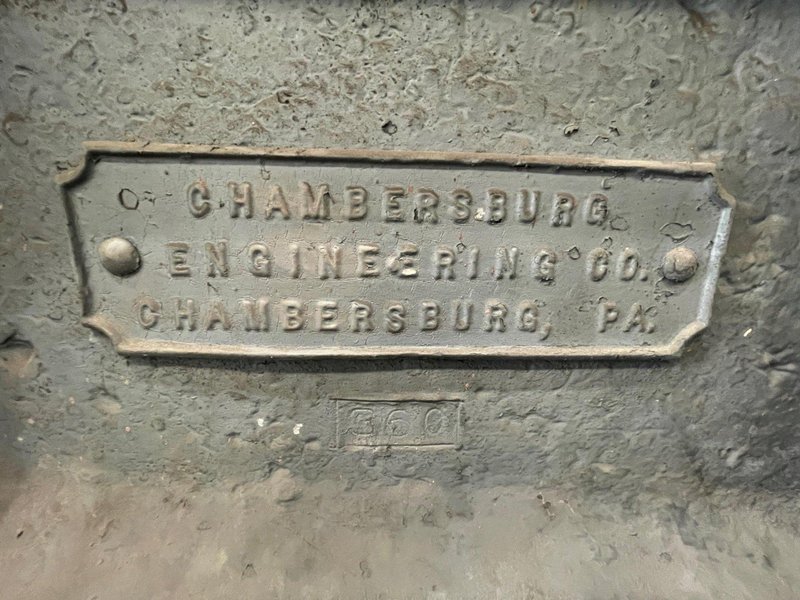 CHAMBERSBURG
ENGINEERING CO.
CHAMBERSBURG, PA.
360